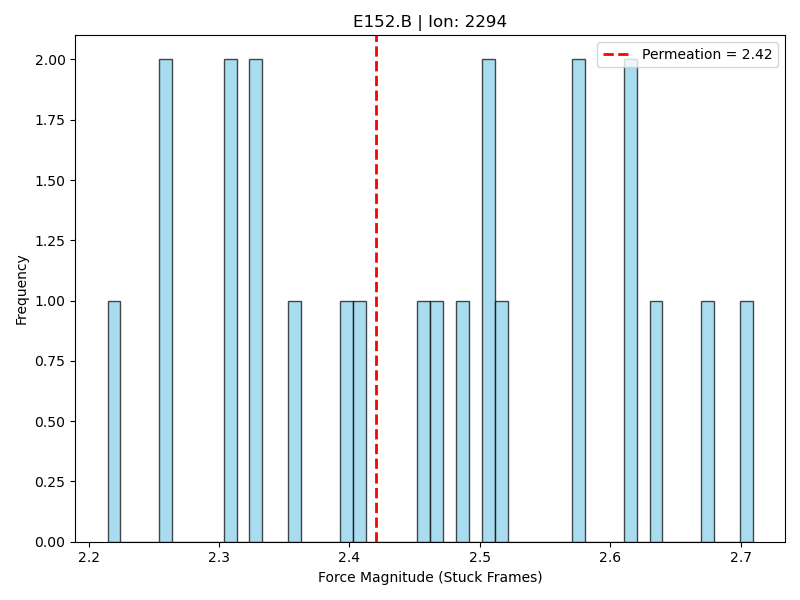 E152.B | lon: 2294
Permeation = 2.42
2.00
1.75
1.50
1.25
1.00
0.75
0.50
0.25
0.00
Frequency
2.2 2.3 2.4 2.5 2.6 2.7
Force Magnitude (Stuck Frames)